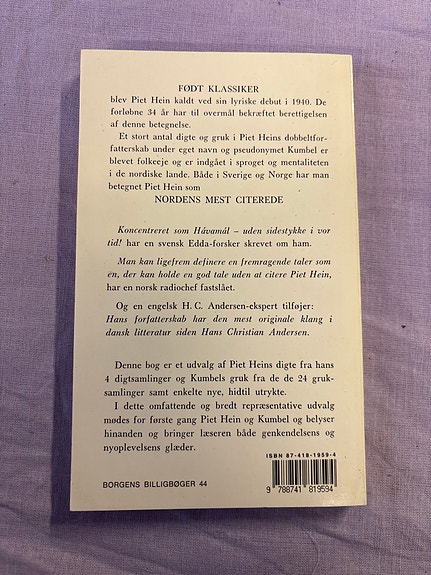 FØDT KLASSIKER
blev Piet Hein kaldt ved sin lyriske debut i 1940. De
forløbne 34 år har til overmål bekræftet berettigelsen
af denne betegnelse.
Et stort antal digte og gruk i Piet Heins dobbeltfor-
fatterskab under eget navn og pseudonymet Kumbel er
blevet folkeeje og er indgået i sproget og mentaliteten
i de nordiske lande. Både i Sverige og Norge har man
betegnet Piet Hein som
NORDENS MEST CITEREDE
Koncentreret som Hávamál – uden sidestykke i vor
tid! har en svensk Edda-forsker skrevet om ham.
Man kan ligefrem definere en fremragende taler som
en, der kan holde en god tale uden at citere Piet Hein,
har en norsk radiochef fastslået.
Og en engelsk H. C. Andersen-ekspert tilføjer:
Hans forfatterskab har den mest originale klang i
dansk litteratur siden Hans Christian Andersen.
Denne bog er et udvalg af Piet Heins digte fra hans
4 digtsamlinger og Kumbels gruk fra de de 24 gruk-
samlinger samt enkelte nye, hidtil utrykte.
I dette omfattende og bredt repræsentative udvalg
mødes for første gang Piet Hein og Kumbel og belyser
hinanden og bringer læseren både genkendelsens og
nyoplevelsens glæder.
ISBN 87-418-1959-4
9 788741 819594
BORGENS BILLIGBØGER 44